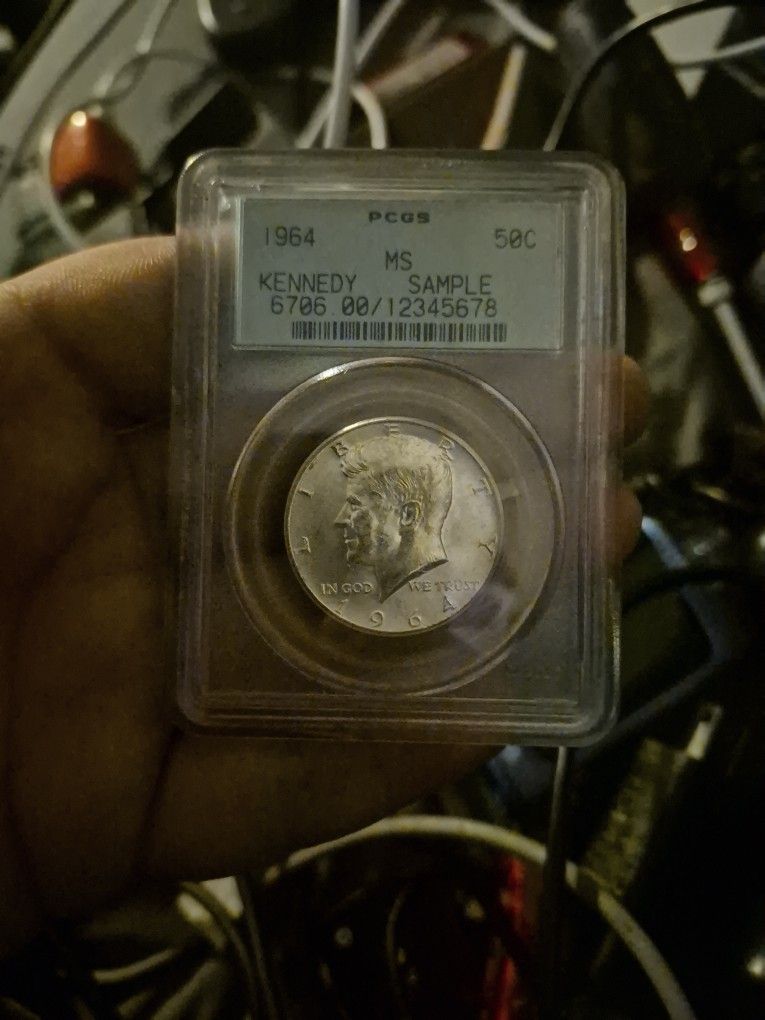 PCGS
1964 50C
MS
KENNEDY SAMPLE
6706.00/12345678
LIBERTY
IN GOD WE TRUST
1964